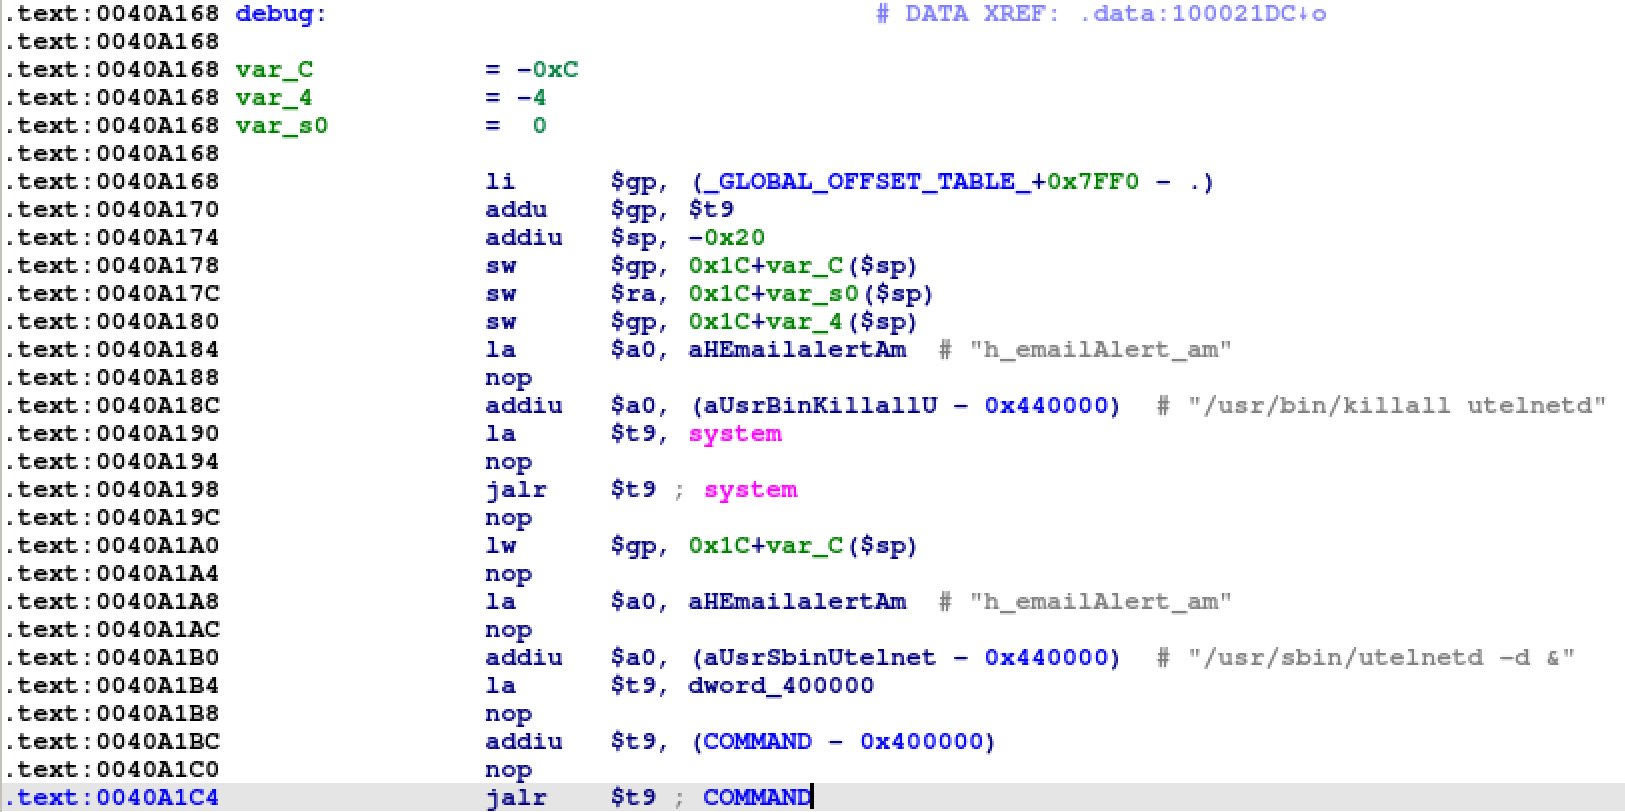 .text:0040A168 debug: # DATA XREF: .data:100021DC↓o
.text:0040A168
.text:0040A168 var_C = -0xC
.text:0040A168 var_4 = -4
.text:0040A168 var_s0 = 0
.text:0040A168
.text:0040A168 li $gp, (_GLOBAL_OFFSET_TABLE_+0x7FF0 - .)
.text:0040A170 addu $gp, $t9
.text:0040A174 addiu $sp, -0x20
.text:0040A178 sw $gp, 0x1C+var_C($sp)
.text:0040A17C sw $ra, 0x1C+var_s0($sp)
.text:0040A180 sw $gp, 0x1C+var_4($sp)
.text:0040A184 la $a0, aHEmailalertAm # "h_emailAlert_am"
.text:0040A188 nop
.text:0040A18C addiu $a0, (aUsrBinKillallU - 0x440000) # "/usr/bin/killall utelnetd"
.text:0040A190 la $t9, system
.text:0040A194 nop
.text:0040A198 jalr $t9 ; system
.text:0040A19C nop
.text:0040A1A0 lw $gp, 0x1C+var_C($sp)
.text:0040A1A4 nop
.text:0040A1A8 la $a0, aHEmailalertAm # "h_emailAlert_am"
.text:0040A1AC nop
.text:0040A1B0 addiu $a0, (aUsrSbinUtelnet - 0x440000) # "/usr/sbin/utelnetd -d &"
.text:0040A1B4 la $t9, dword_400000
.text:0040A1B8 nop
.text:0040A1BC addiu $t9, (COMMAND - 0x400000)
.text:0040A1C0 nop
.text:0040A1C4 jalr $t9 ; COMMAND